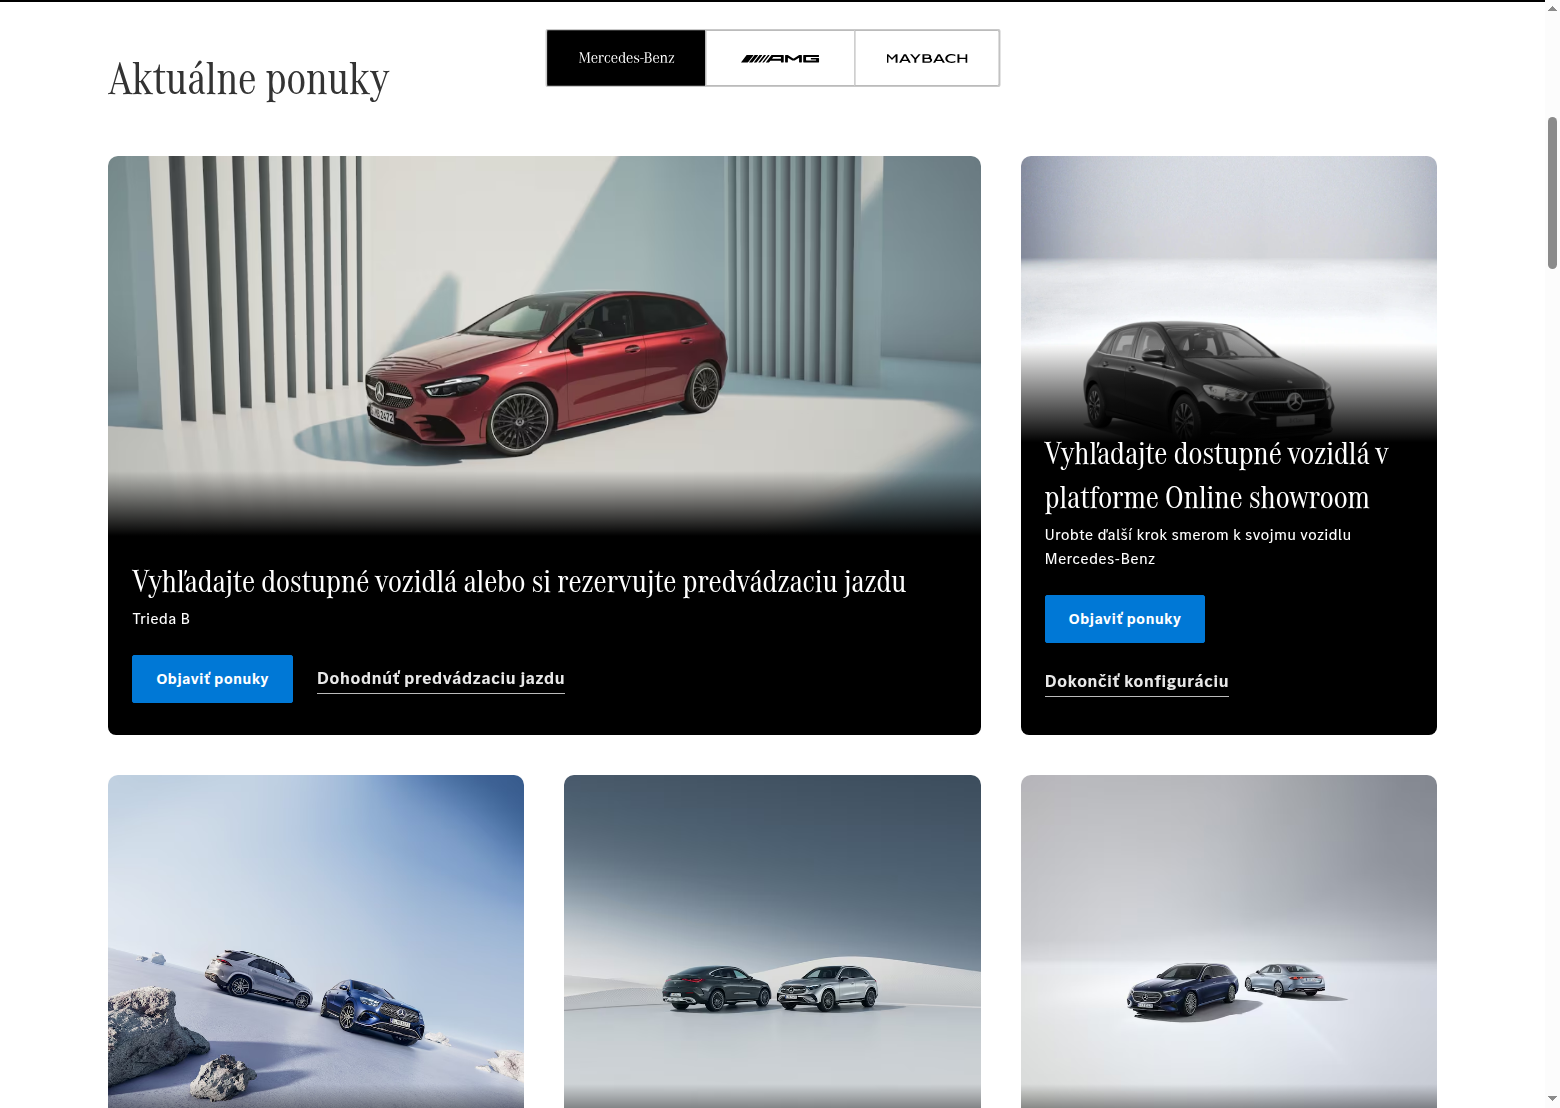 Aktuálne ponuky
Mercedes-Benz
AMG
MAYBACH
Vyhľadajte dostupné vozidlá alebo si rezervujte predvádzaciu jazdu
Trieda B
Objaviť ponuky
Dohodnúť predvádzaciu jazdu
Vyhľadajte dostupné vozidlá v
platforme Online showroom
Urobte ďalší krok smerom k svojmu vozidlu
Mercedes-Benz
Objaviť ponuky
Dokončiť konfiguráciu